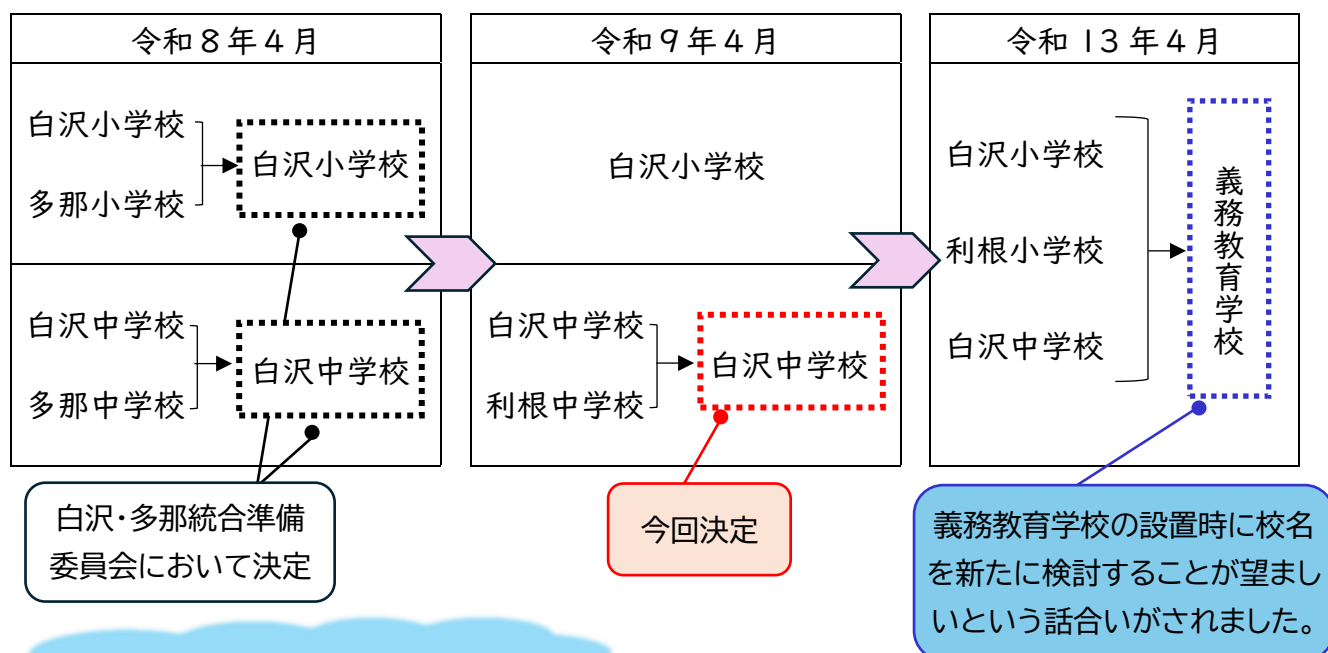 令和8年4月
白沢小学校
多那小学校
白沢小学校
白沢中学校
多那中学校
白沢中学校
白沢・多那統合準備
委員会において決定
令和9年4月
白沢小学校
白沢中学校
利根中学校
白沢中学校
今回決定
令和13年4月
白沢小学校
利根小学校
白沢中学校
義務教育学校
義務教育学校の設置時に校名
を新たに検討することが望まし
いという話合いがされました。